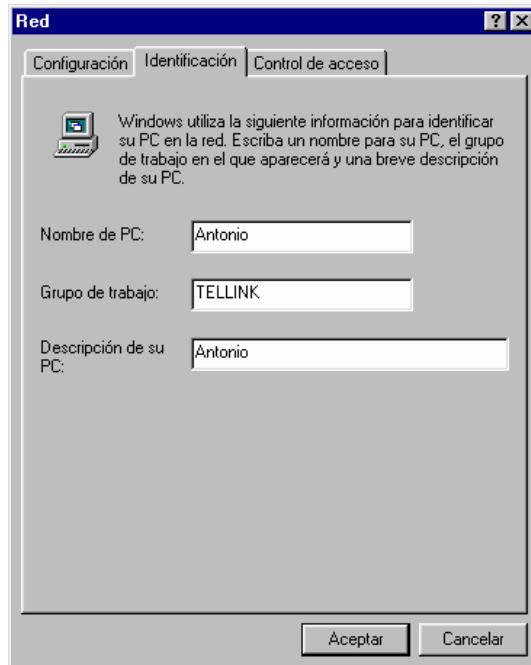 Red
Configuración Identificación Control de acceso
Windows utiliza la siguiente información para identificar
su PC en la red. Escriba un nombre para su PC, el grupo
de trabajo en el que aparecerá y una breve descripción
de su PC.
Nombre de PC: Antonio
Grupo de trabajo: TELLINK
Descripción de su
PC: Antonio
Aceptar Cancelar